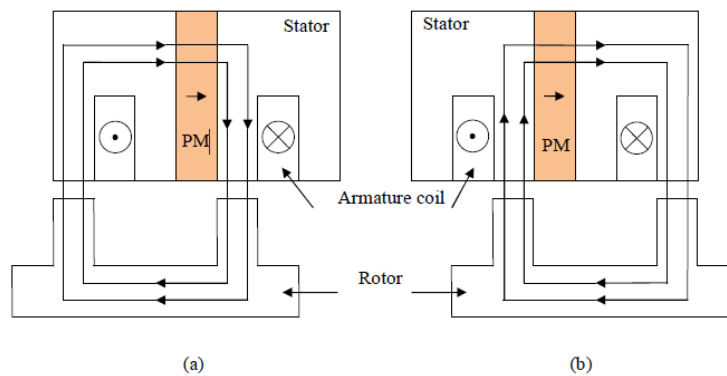 Stator
Stator
PM
PM
Armature coil
Rotor
(a)
(b)